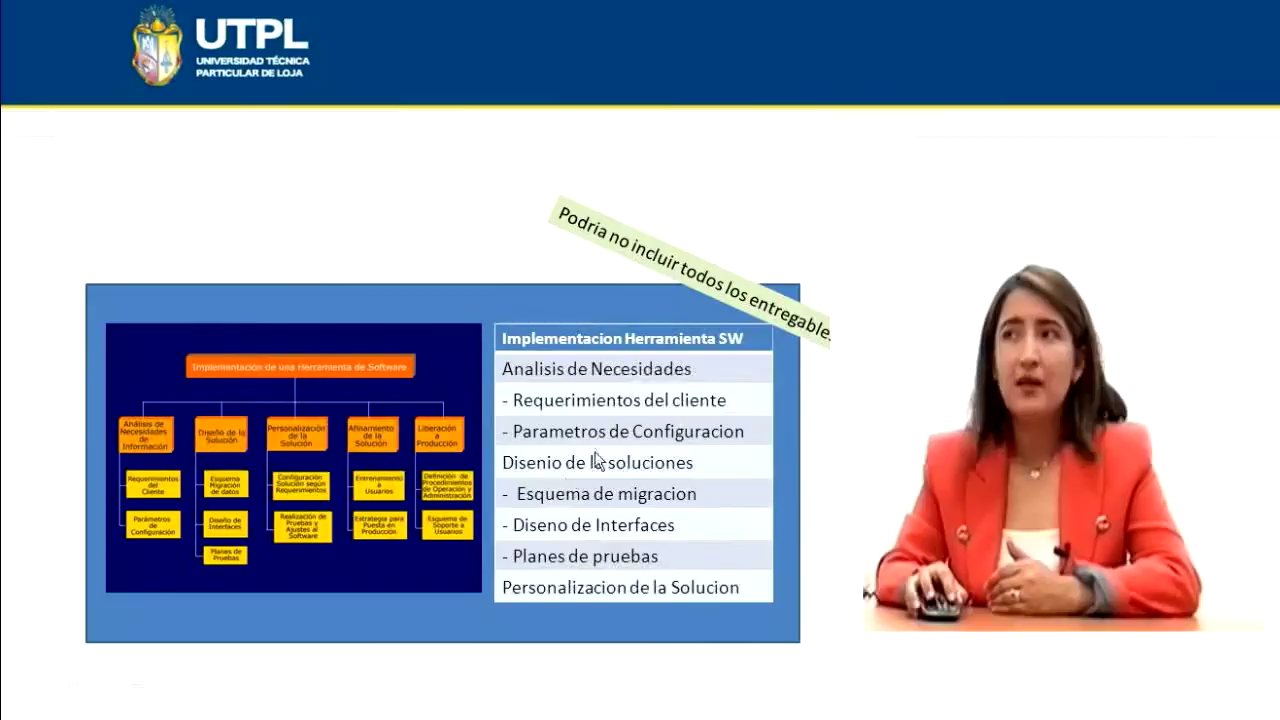 UTPL
UNIVERSIDAD TÉCNICA
PARTICULAR DE LOJA
Podria no incluir todos los entregable.
Implementación de una Herramienta de Software
Análisis de
Necesidades
de
Información
Diseño de la
Solución
Personalización
de la
Solución
Afinamiento
de la
Solución
Liberación
a
Producción
Requerimientos
del
Cliente
Esquema
Migración
de datos
Configuración
Solución según
Requerimientos
Entrenamiento
a
Usuarios
Definición de
Procedimientos
de Operación y
Administración
Parámetros
de
Configuración
Diseño de
Interfaces
Realización de
Pruebas y
Ajustes al
Software
Estrategia para
Puesta en
Producción
Esquema de
Soporte a
Usuarios
Planes de
Pruebas
Implementacion Herramienta SW
Analisis de Necesidades
- Requerimientos del cliente
- Parametros de Configuracion
Disenio de soluciones
- Esquema de migracion
- Diseno de Interfaces
- Planes de pruebas
Personalizacion de la Solucion